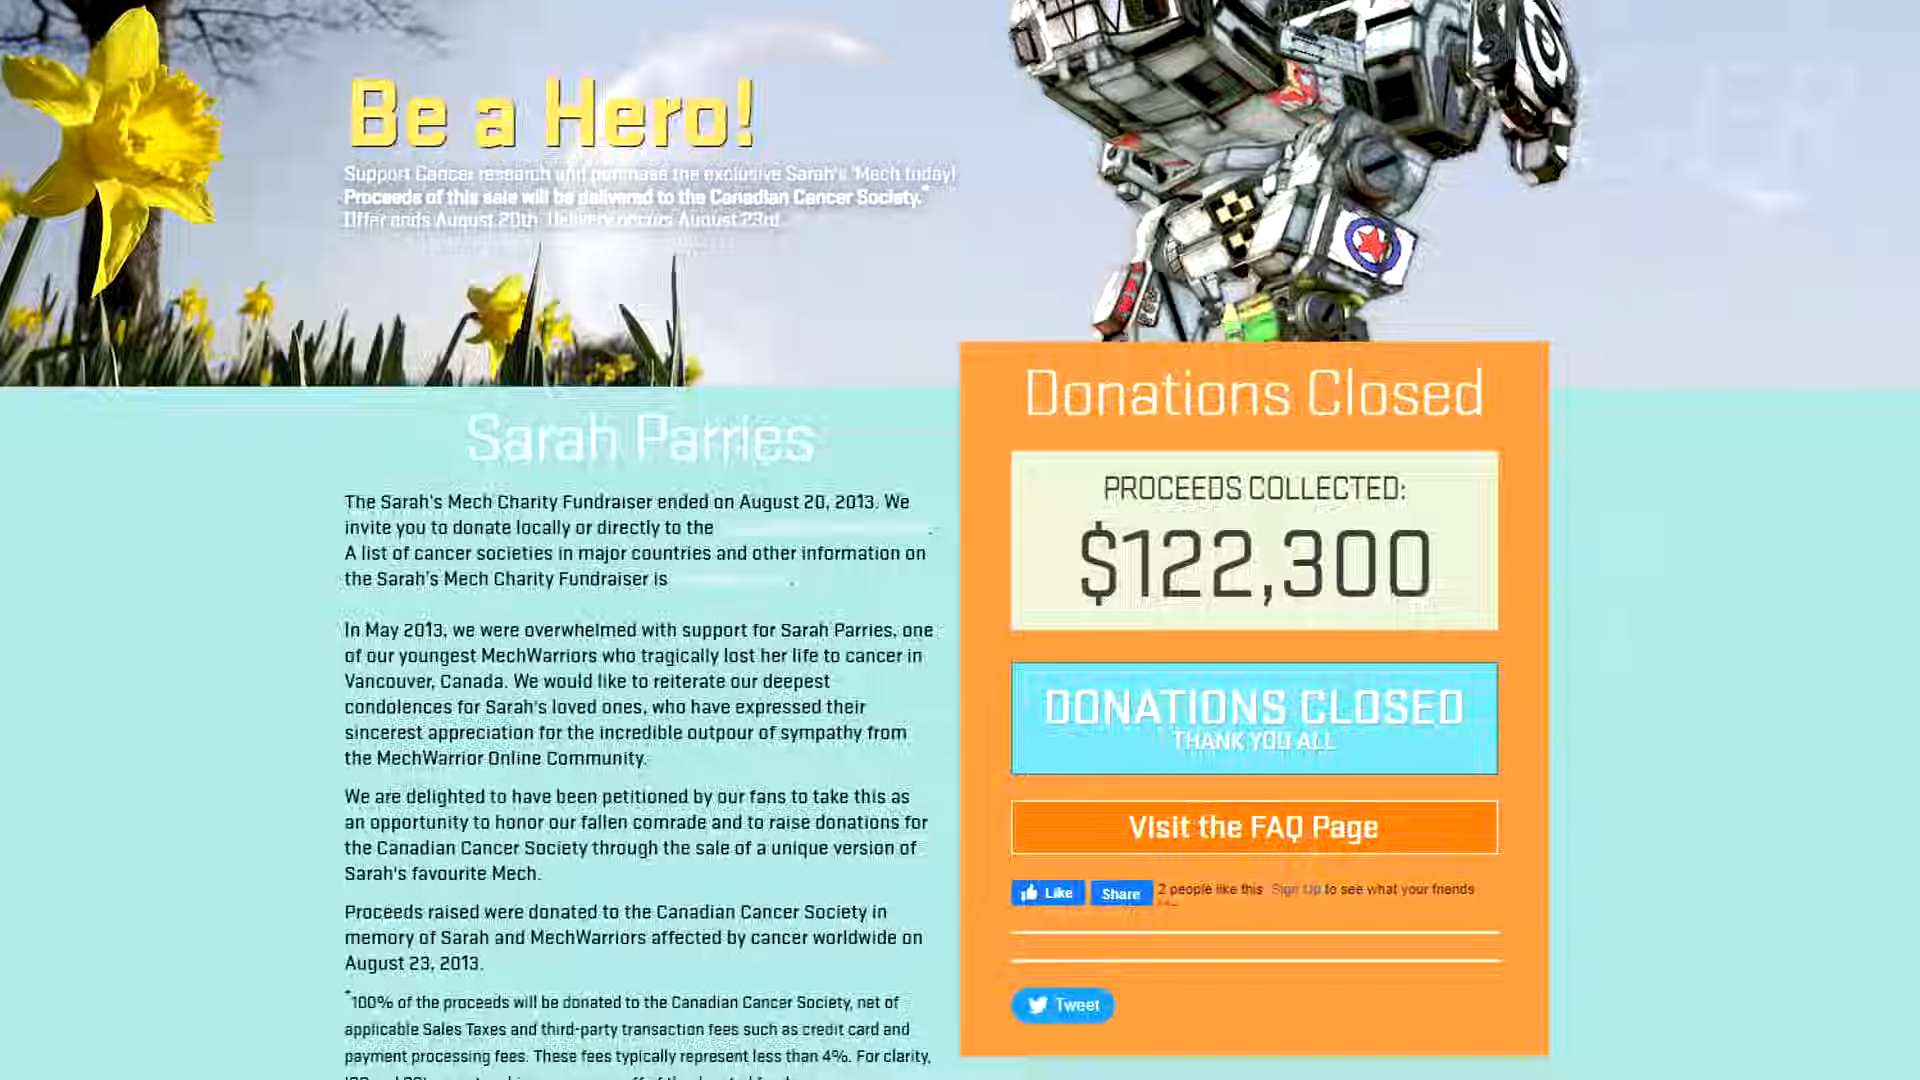 Be a Hero!
Support Cancer research and purchase the exclusive Sarah's 'Mech today!
Proceeds of this sale will be delivered to the Canadian Cancer Society.*
Offer ends August 20th. Delivery occurs August 23rd.
Sarah Parries
The Sarah's Mech Charity Fundraiser ended on August 20, 2013. We
invite you to donate locally or directly to the .
A list of cancer societies in major countries and other information on
the Sarah's Mech Charity Fundraiser is .
In May 2013, we were overwhelmed with support for Sarah Parries, one
of our youngest MechWarriors who tragically lost her life to cancer in
Vancouver, Canada. We would like to reiterate our deepest
condolences for Sarah's loved ones, who have expressed their
sincerest appreciation for the incredible outpour of sympathy from
the MechWarrior Online Community.
We are delighted to have been petitioned by our fans to take this as
an opportunity to honor our fallen comrade and to raise donations for
the Canadian Cancer Society through the sale of a unique version of
Sarah's favourite Mech.
Proceeds raised were donated to the Canadian Cancer Society in
memory of Sarah and MechWarriors affected by cancer worldwide on
August 23, 2013.
*100% of the proceeds will be donated to the Canadian Cancer Society, net of
applicable Sales Taxes and third-party transaction fees such as credit card and
payment processing fees. These fees typically represent less than 4%. For clarity,
Donations Closed
PROCEEDS COLLECTED:
$122,300
DONATIONS CLOSED
THANK YOU ALL
Visit the FAQ Page
Like Share 2 people like this Sign Up to see what your friends
Tweet